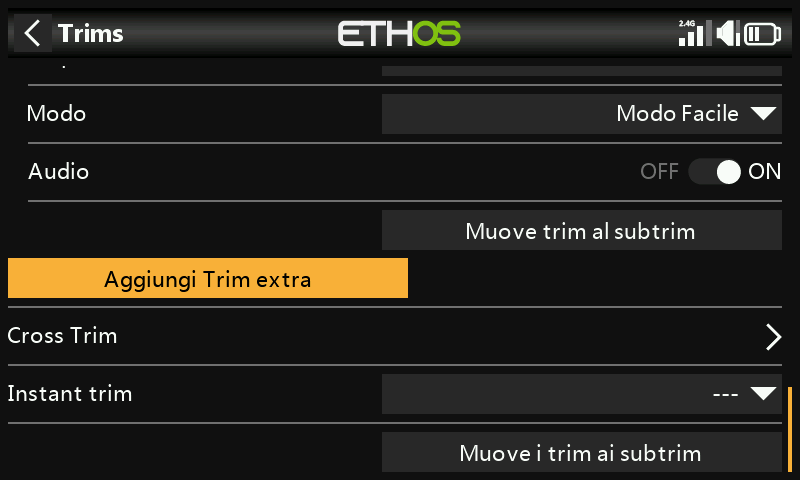 Trims
ETHOS
2.4G
Modo
Modo Facile
Audio
OFF
ON
Muove trim al subtrim
Aggiungi Trim extra
Cross Trim
Instant trim
---
Muove i trim ai subtrim